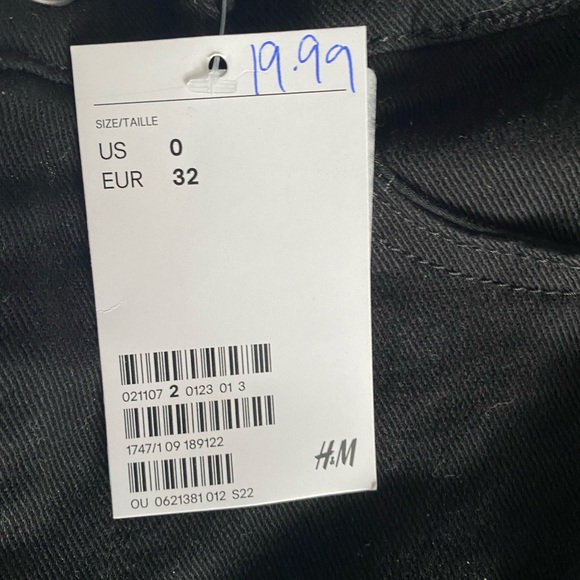 19.99
SIZE/TAILLE
US 0
EUR 32
021107 2 0123 01 3
1747/1 09 189122
H&M
OU 0621381 012 S22